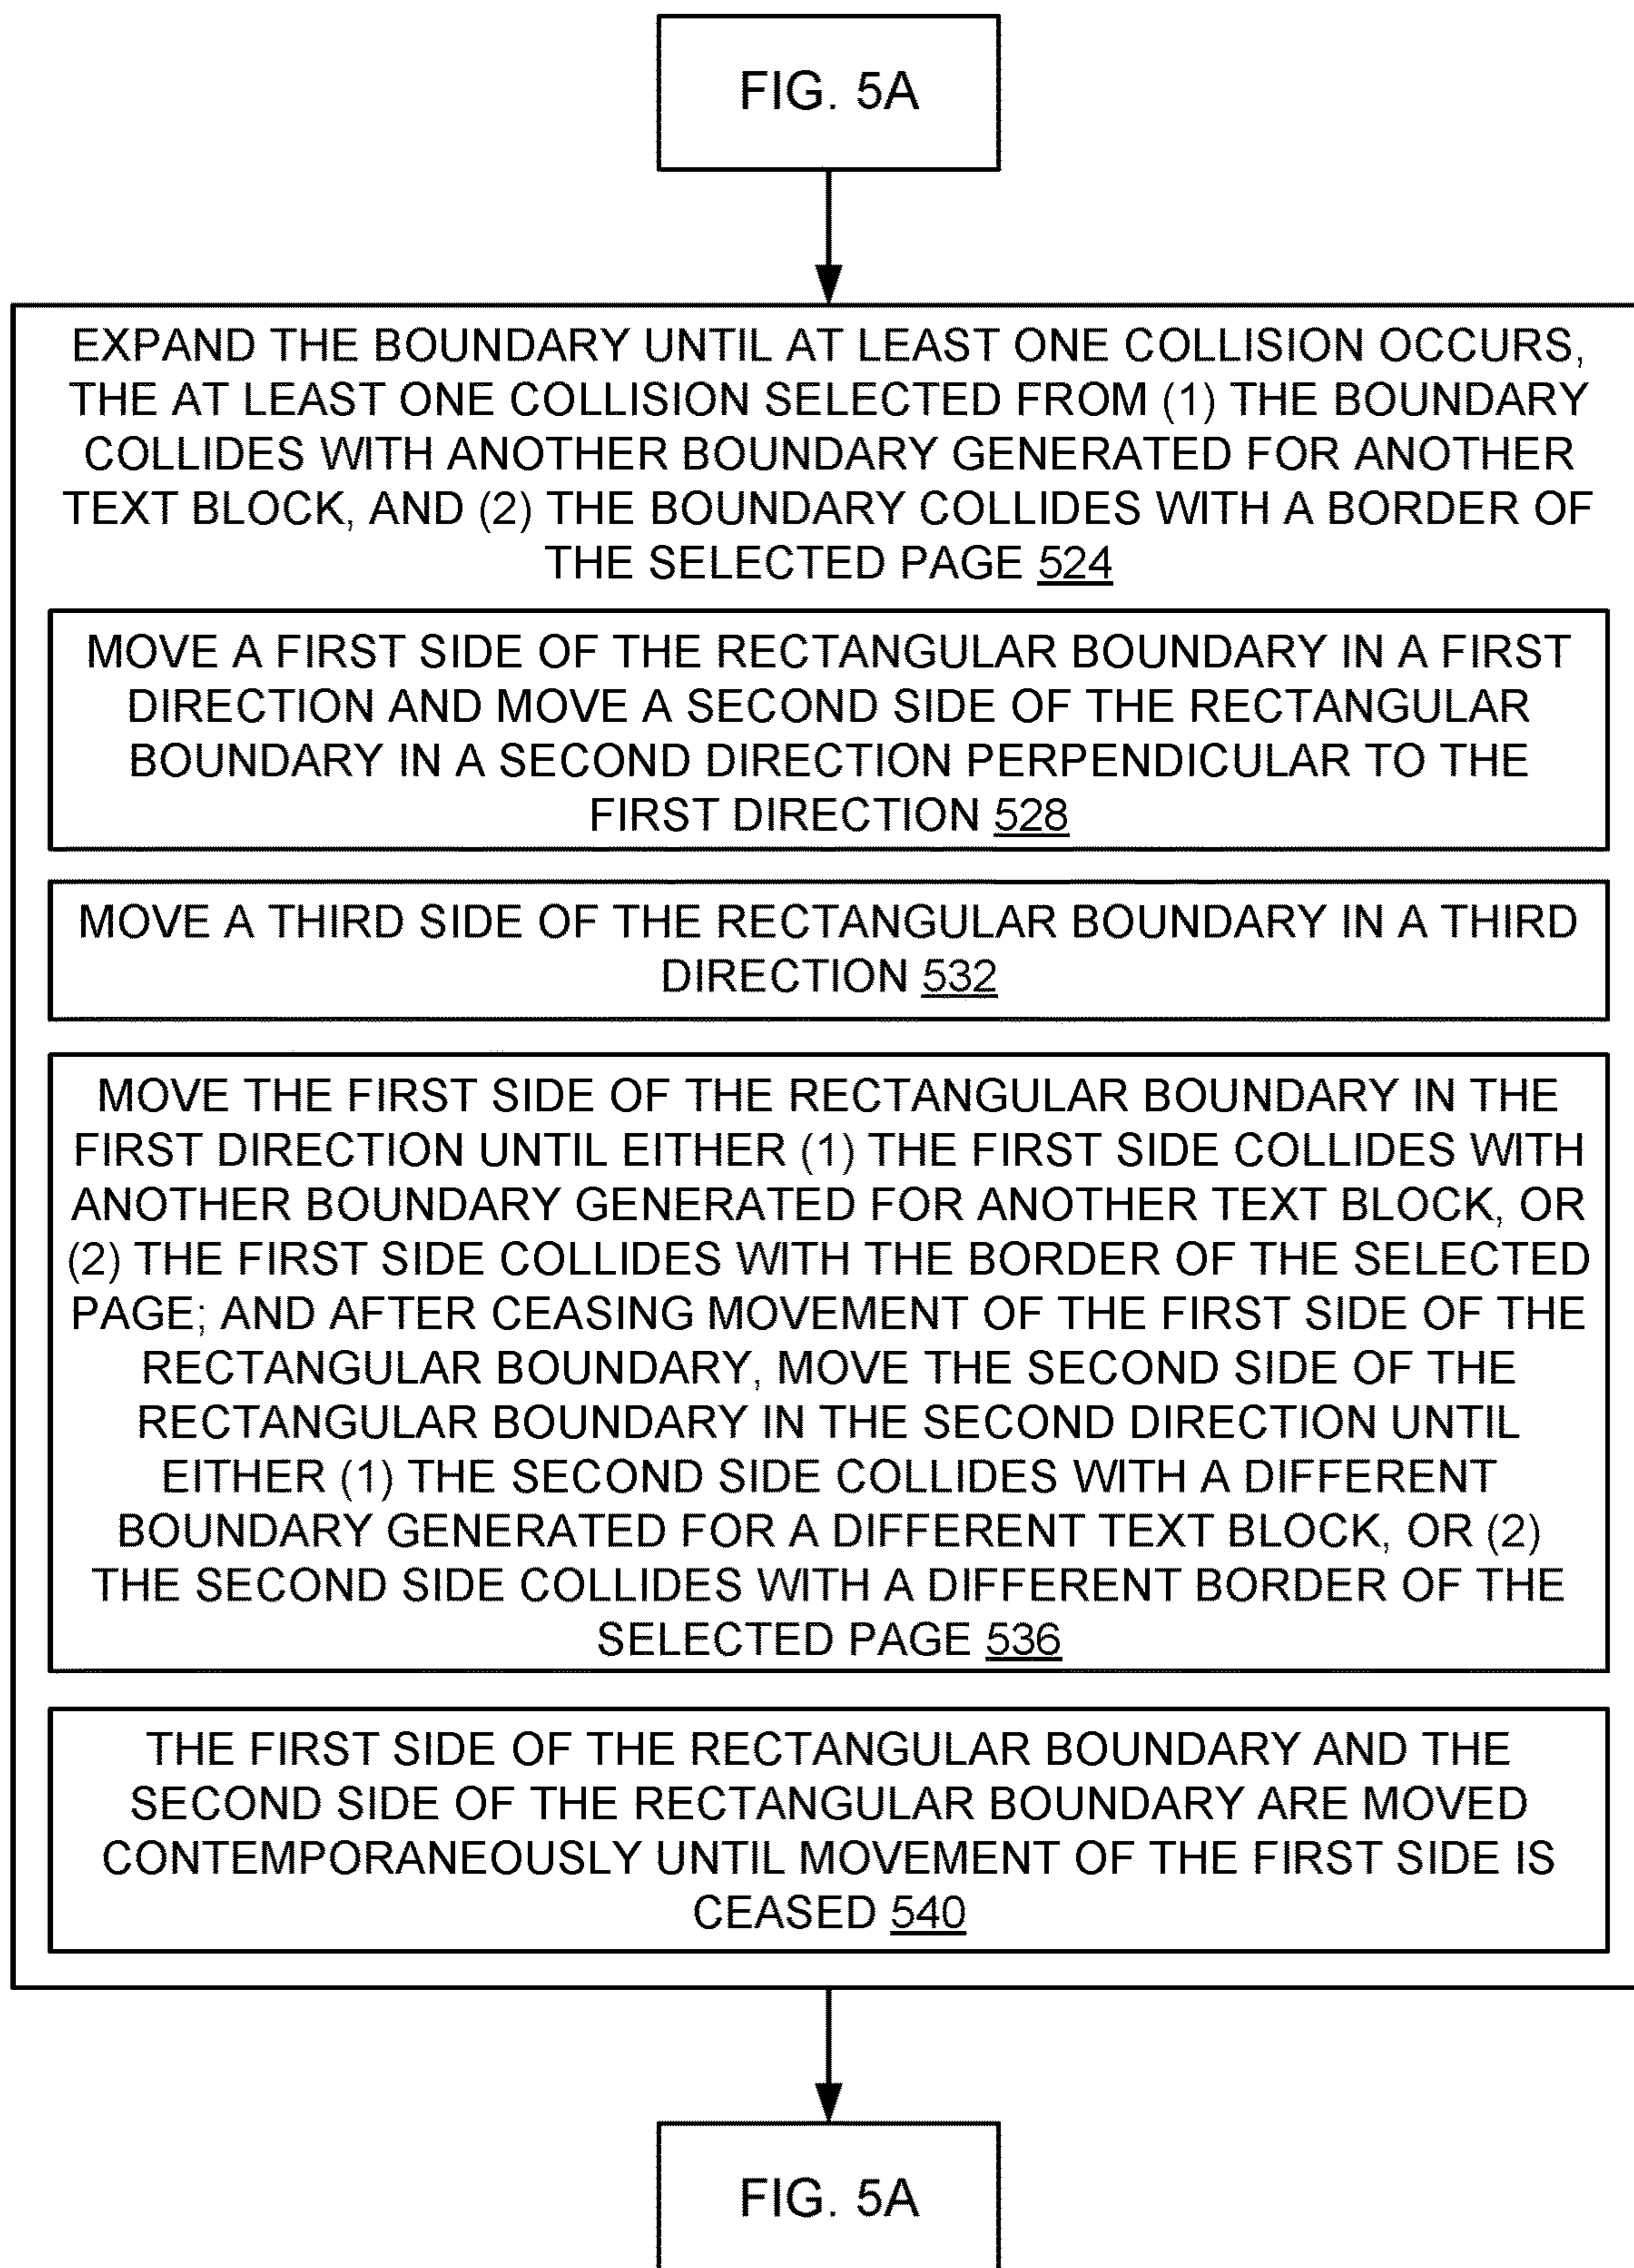 FIG. 5A
EXPAND THE BOUNDARY UNTIL AT LEAST ONE COLLISION OCCURS,
THE AT LEAST ONE COLLISION SELECTED FROM (1) THE BOUNDARY
COLLIDES WITH ANOTHER BOUNDARY GENERATED FOR ANOTHER
TEXT BLOCK, AND (2) THE BOUNDARY COLLIDES WITH A BORDER OF
THE SELECTED PAGE 524
MOVE A FIRST SIDE OF THE RECTANGULAR BOUNDARY IN A FIRST
DIRECTION AND MOVE A SECOND SIDE OF THE RECTANGULAR
BOUNDARY IN A SECOND DIRECTION PERPENDICULAR TO THE
FIRST DIRECTION 528
MOVE A THIRD SIDE OF THE RECTANGULAR BOUNDARY IN A THIRD
DIRECTION 532
MOVE THE FIRST SIDE OF THE RECTANGULAR BOUNDARY IN THE
FIRST DIRECTION UNTIL EITHER (1) THE FIRST SIDE COLLIDES WITH
ANOTHER BOUNDARY GENERATED FOR ANOTHER TEXT BLOCK, OR
(2) THE FIRST SIDE COLLIDES WITH THE BORDER OF THE SELECTED
PAGE; AND AFTER CEASING MOVEMENT OF THE FIRST SIDE OF THE
RECTANGULAR BOUNDARY, MOVE THE SECOND SIDE OF THE
RECTANGULAR BOUNDARY IN THE SECOND DIRECTION UNTIL
EITHER (1) THE SECOND SIDE COLLIDES WITH A DIFFERENT
BOUNDARY GENERATED FOR A DIFFERENT TEXT BLOCK, OR (2)
THE SECOND SIDE COLLIDES WITH A DIFFERENT BORDER OF THE
SELECTED PAGE 536
THE FIRST SIDE OF THE RECTANGULAR BOUNDARY AND THE
SECOND SIDE OF THE RECTANGULAR BOUNDARY ARE MOVED
CONTEMPORANEOUSLY UNTIL MOVEMENT OF THE FIRST SIDE IS
CEASED 540
FIG. 5A